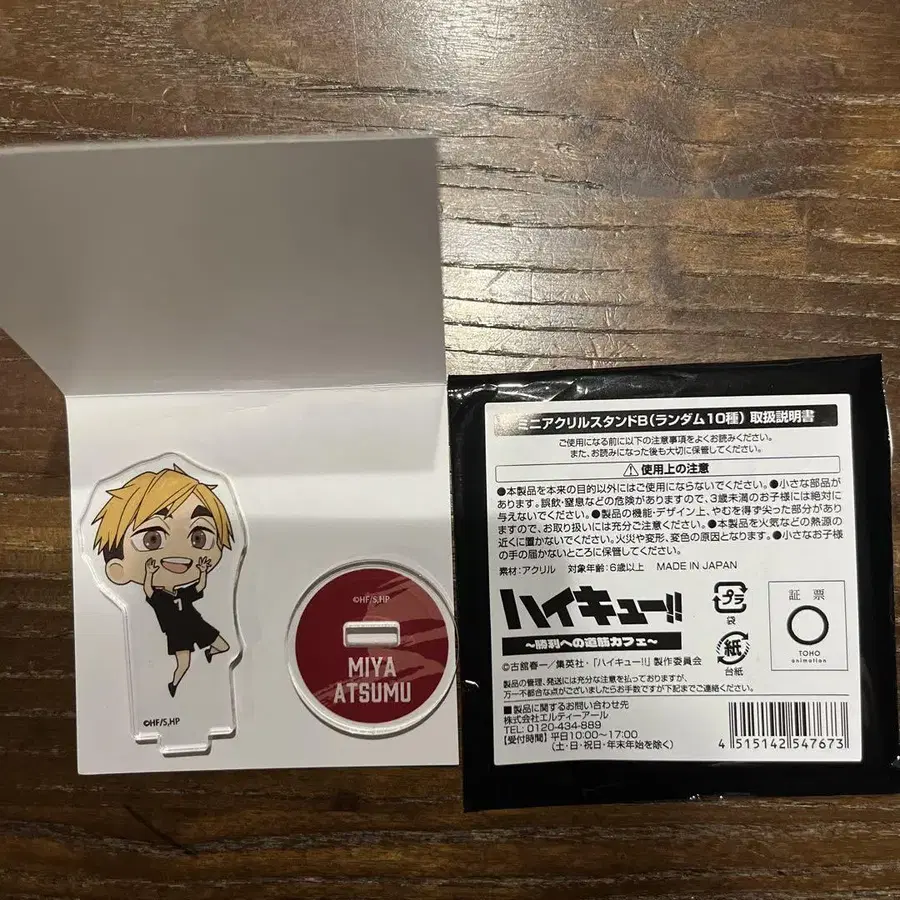 7
©HF/S,HP
©HF/S,HP
MIYA
ATSUMU
ミニアクリルスタンドB(ランダム10種) 取扱説明書
ご使用になる前に以下の注意事項をよくお読みください。
また、お読みになった後も大切に保管してください。
⚠使用上の注意
●本製品を本来の目的以外にはご使用にならないでください。●小さな部品が
あります。誤飲・窒息などの危険がありますので、3歳未満のお子様には絶対に
与えないでください。●製品の機能・デザイン上、やむを得ず尖った部分があり
ますので、お取り扱いには充分ご注意ください。●本製品を火気などの熱源の
近くに置かないでください。火災や変形、変色の原因となります。●小さなお子様
の手の届かないところに保管してください。
素材:アクリル 対象年齢:6歳以上 MADE IN JAPAN
ハイキュー!!
〜勝利への道筋カフェ〜
プラ
袋
紙
台紙
証票
TOHO
animation
©古舘春一/集英社・「ハイキュー!!」製作委員会
製品の管理、発送には充分な注意を払っておりますが、
万一不都合な点がございましたらお手数ですが下記までご連絡ください。
■製品に関するお問い合わせ先
株式会社エルティーアール
TEL:0120-434-889
【受付時間】平日10:00〜17:00
(土・日・祝日・年末年始を除く)
4 515142 547673